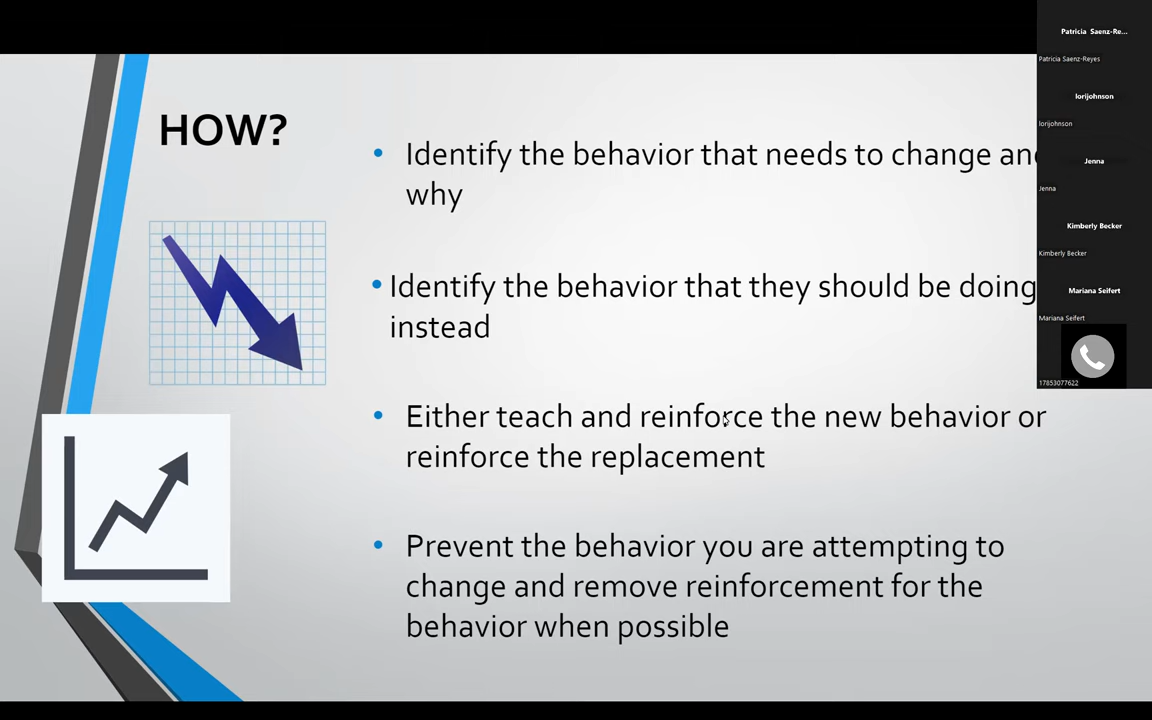 HOW?
• Identify the behavior that needs to change an
why
• Identify the behavior that they should be doing
instead
• Either teach and reinforce the new behavior or
reinforce the replacement
• Prevent the behavior you are attempting to
change and remove reinforcement for the
behavior when possible
Patricia Saenz-Re...
Patricia Saenz-Reyes
lorijohnson
lorijohnson
Jenna
Jenna
Kimberly Becker
Kimberly Becker
Mariana Seifert
Mariana Seifert
17853077622